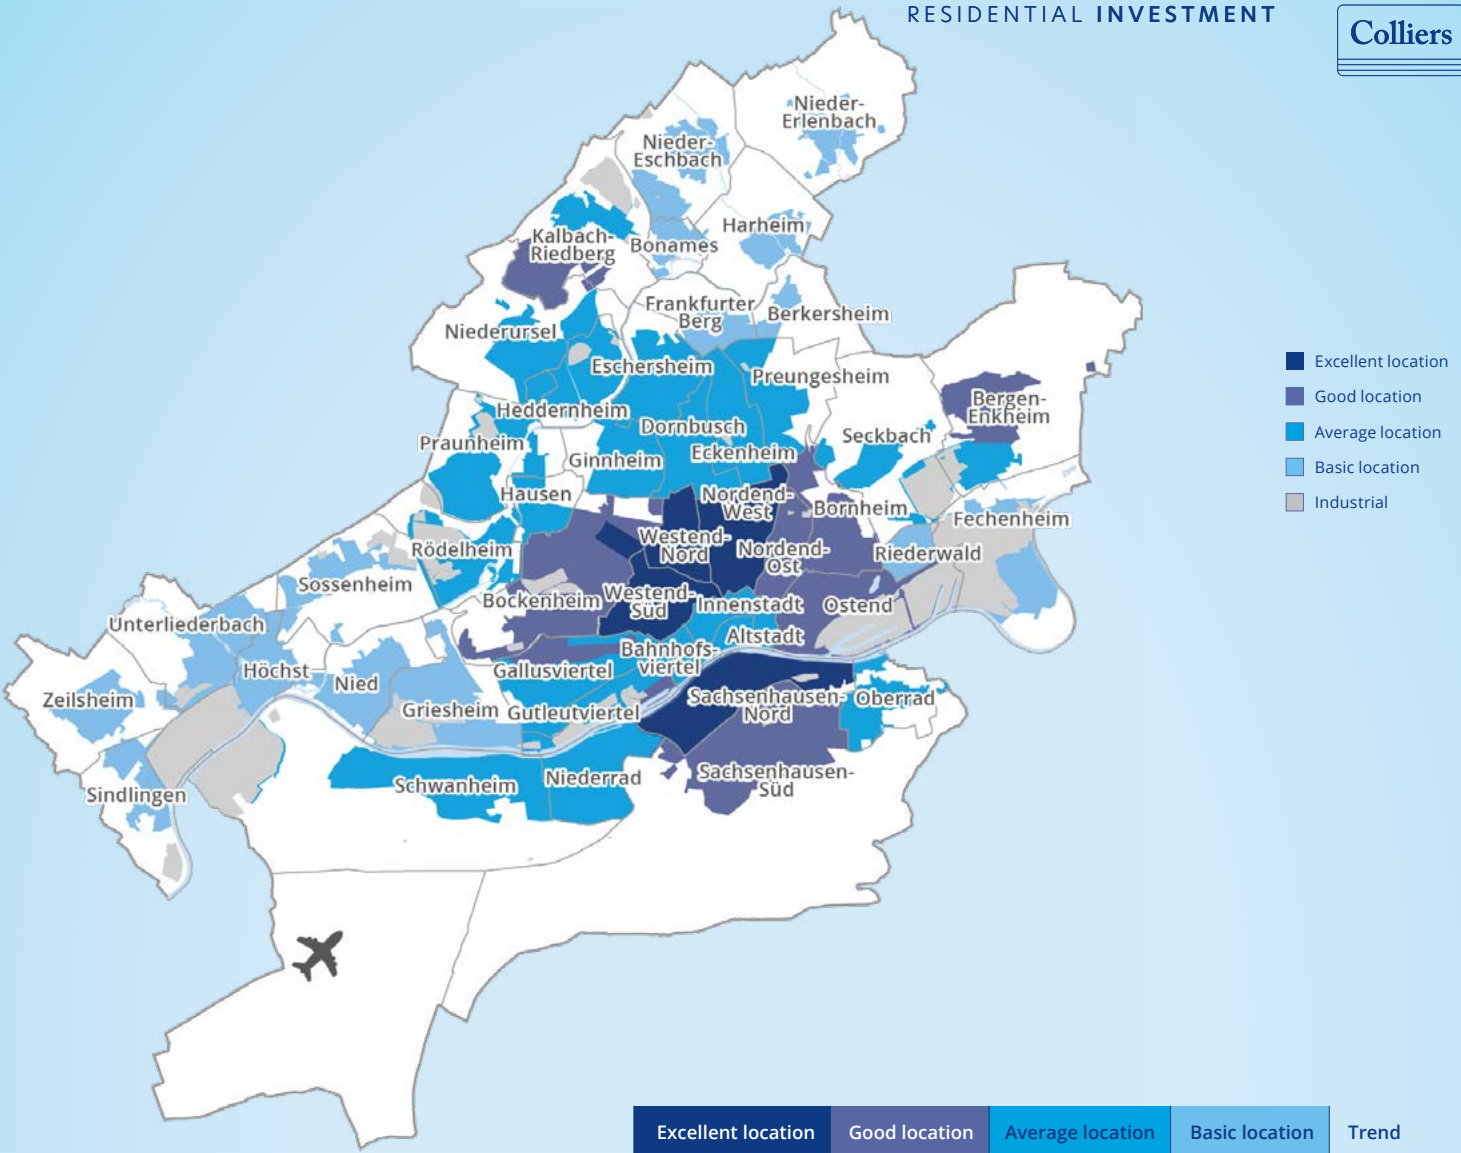 RESIDENTIAL INVESTMENT
Colliers
Nieder-
Erlenbach
Nieder-
Eschbach
Harheim
Kalbach-
Riedberg
Bonames
Frankfurter
Berg
Berkersheim
Niederursel
Eschersheim
Preungesheim
Heddernheim
Bergen-
Enkheim
Dornbusch
Praunheim
Seckbach
Ginnheim
Eckenheim
Hausen
Nordend-
West
Bornheim
Fechenheim
Rödelheim
Westend-
Nord
Nordend-
Ost
Riederwald
Sossenheim
Bockenheim
Westend-
Süd
Innenstadt
Ostend
Unterliederbach
Altstadt
Bahnhofs-
viertel
Höchst
Nied
Gallusviertel
Zeilsheim
Griesheim
Gutleutviertel
Sachsenhausen-
Nord
Oberrad
Sindlingen
Schwanheim
Niederrad
Sachsenhausen-
Süd
Excellent location
Good location
Average location
Basic location
Industrial
Excellent location Good location Average location Basic location Trend